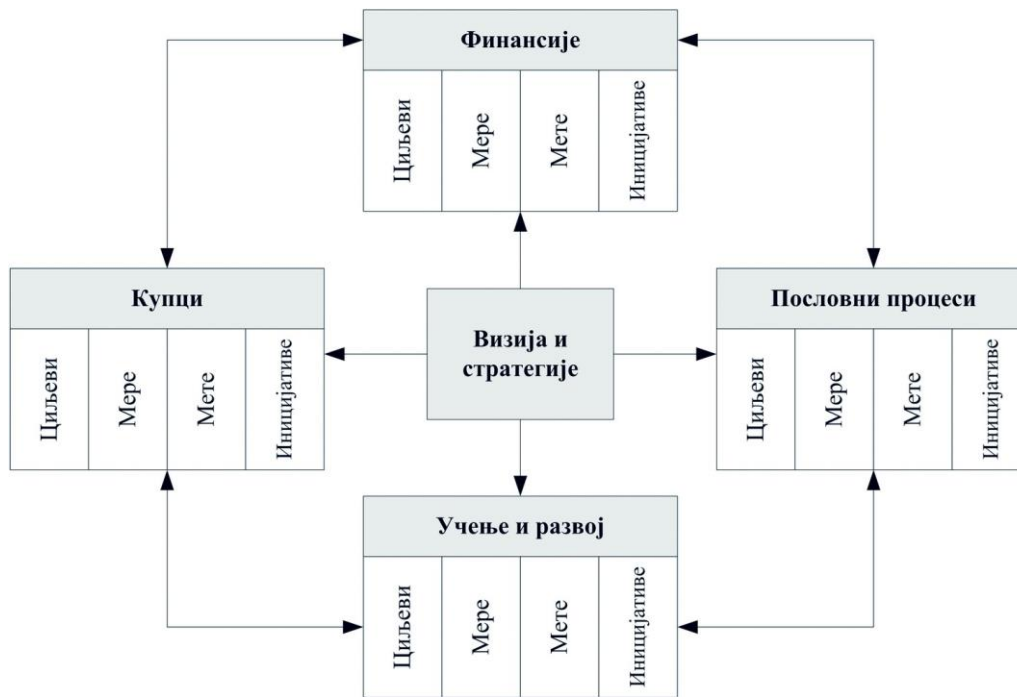 Финансије
Циљеви
Мере
Мете
Иницијативе
Купци
Циљеви
Мере
Мете
Иницијативе
Визија и
стратегије
Пословни процеси
Циљеви
Мере
Мете
Иницијативе
Учење и развој
Циљеви
Мере
Мете
Иницијативе